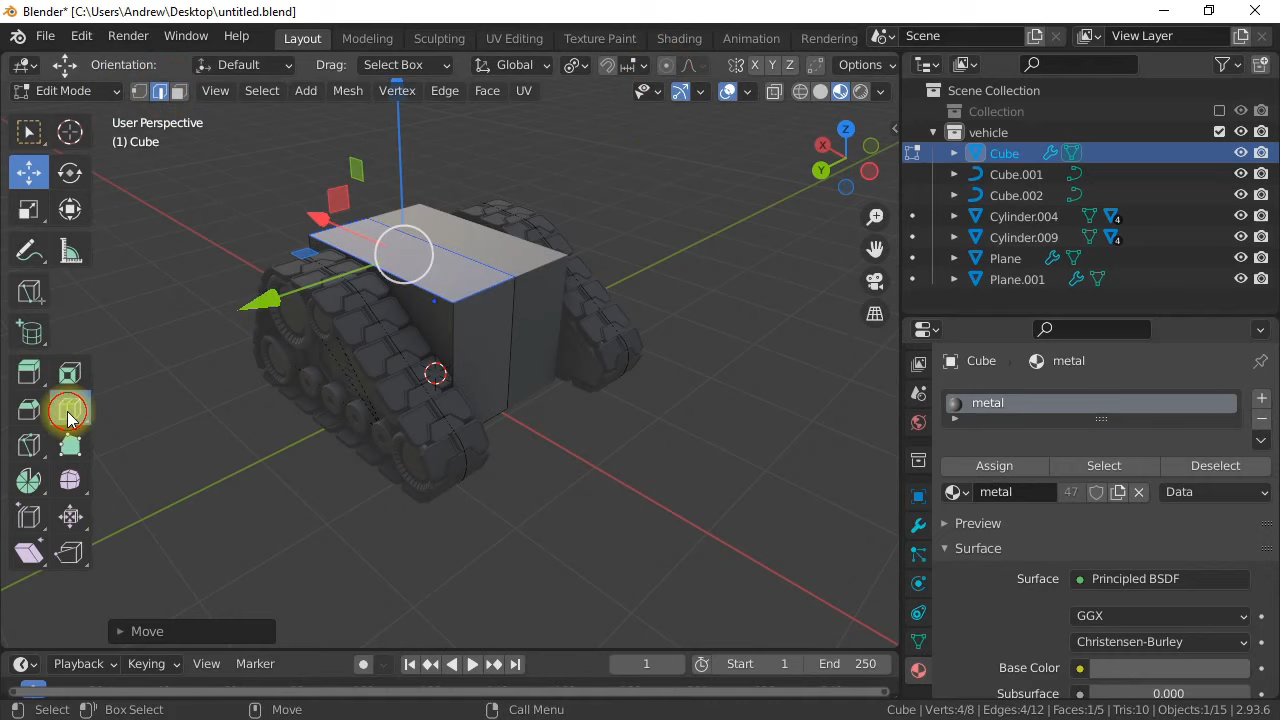 Blender* [C:\Users\Andrew\Desktop\untitled.blend]
File Edit Render Window Help Layout Modeling Sculpting UV Editing Texture Paint Shading Animation Rendering Scene View Layer
Orientation: Default Drag: Select Box Global X Y Z Options
Edit Mode View Select Add Mesh Vertex Edge Face UV
Scene Collection
Collection
vehicle
Cube
Cube.001
Cube.002
Cylinder.004 4
Cylinder.009 4
Plane
Plane.001
User Perspective
(1) Cube
Z
X
Y
Cube metal
metal
Assign Select Deselect
metal 47 Data
Preview
Surface
Surface Principled BSDF
GGX
Christensen-Burley
Base Color
Subsurface 0.000
Move
Playback Keying View Marker 1 Start 1 End 250
Select Box Select Move Call Menu Cube | Verts:4/8 | Edges:4/12 | Faces:1/5 | Tris:10 | Objects:1/15 | 2.93.6